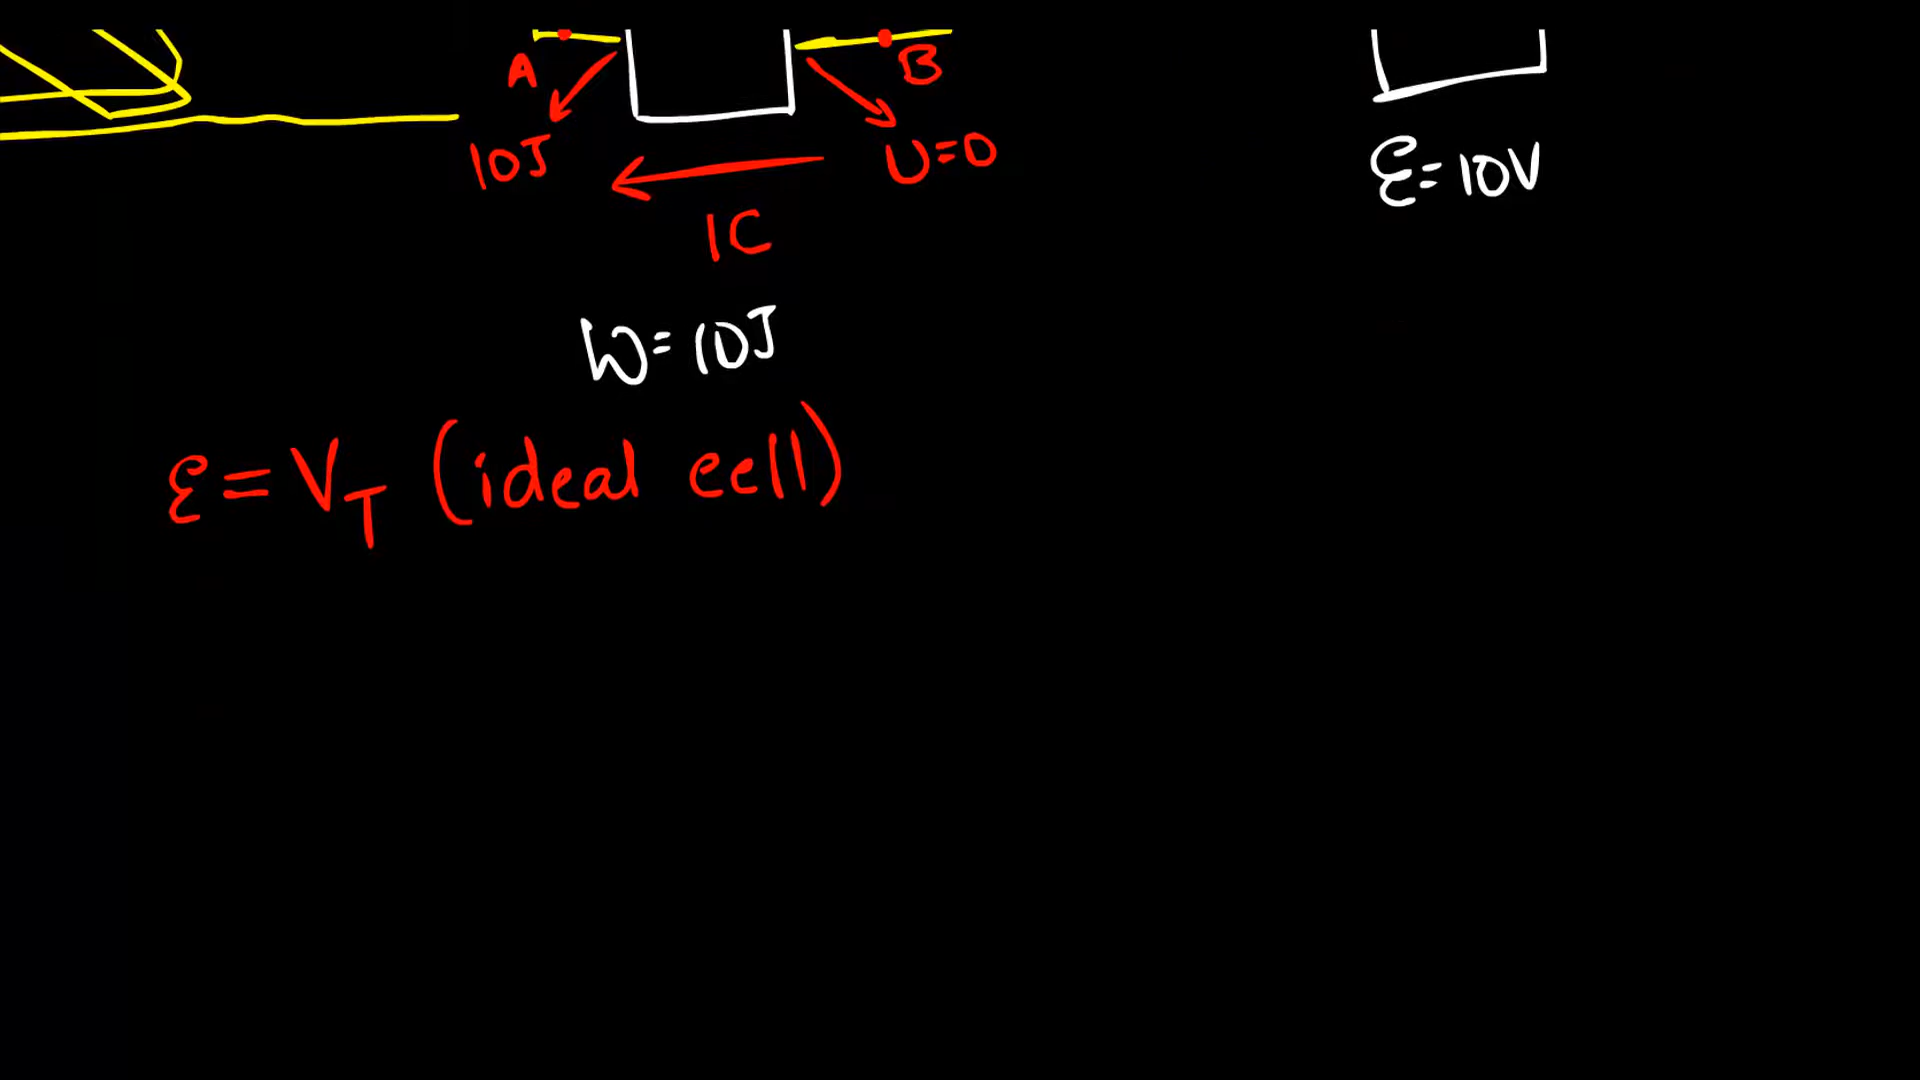 A B
10J U=0
1C
W=10J
ε=10V
ε=V_T (ideal cell)